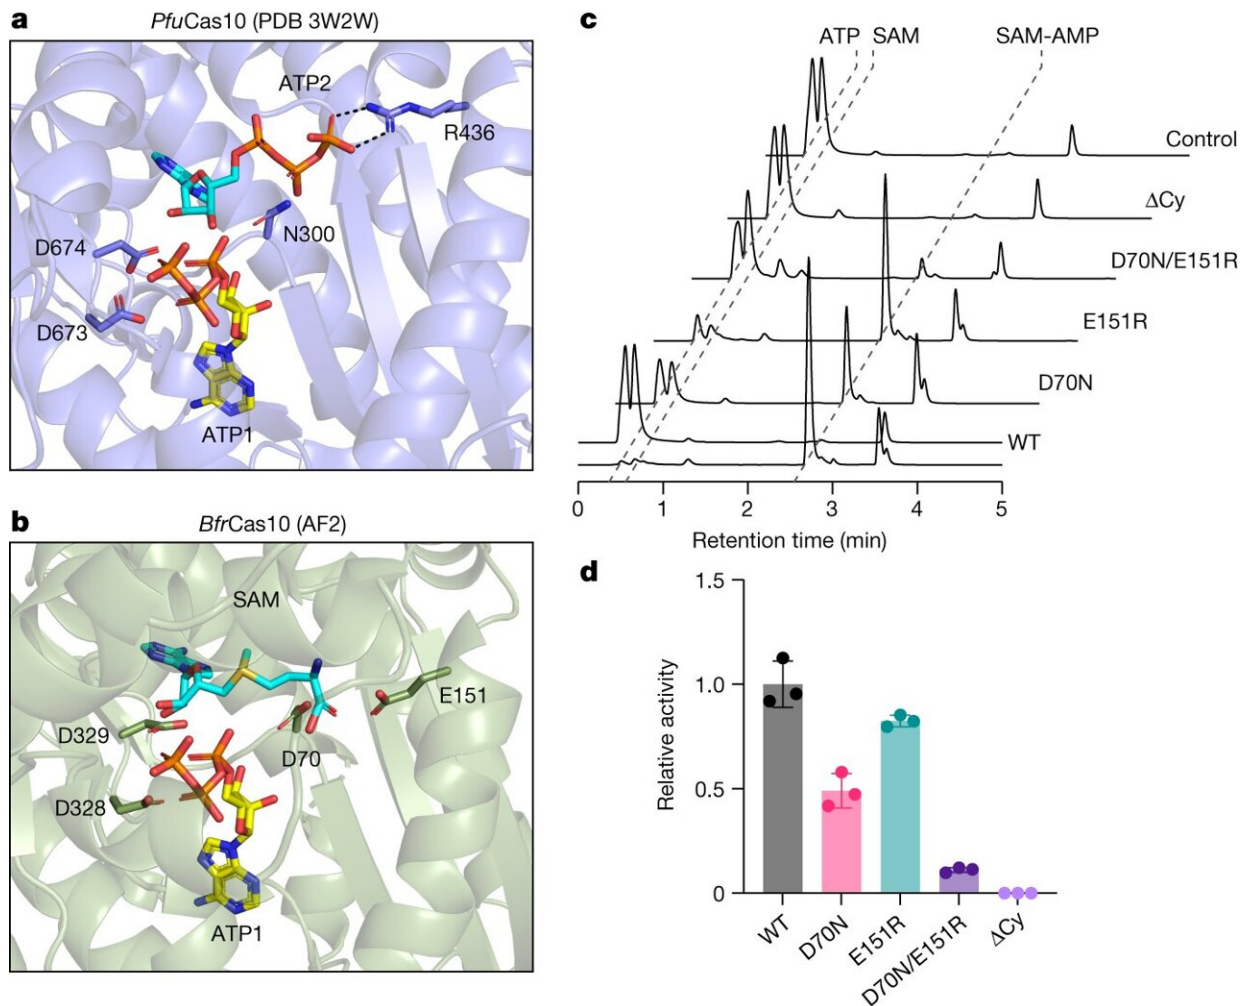 a
PfuCas10 (PDB 3W2W)
ATP2
R436
N300
D674
D673
ATP1
b
BfrCas10 (AF2)
SAM
E151
D329
D70
D328
ATP1
c
ATP SAM SAM-AMP
Control
ΔCy
D70N/E151R
E151R
D70N
WT
0 1 2 3 4 5
Retention time (min)
d
Relative activity
1.5
1.0
0.5
0
WT D70N E151R D70N/E151R ΔCy